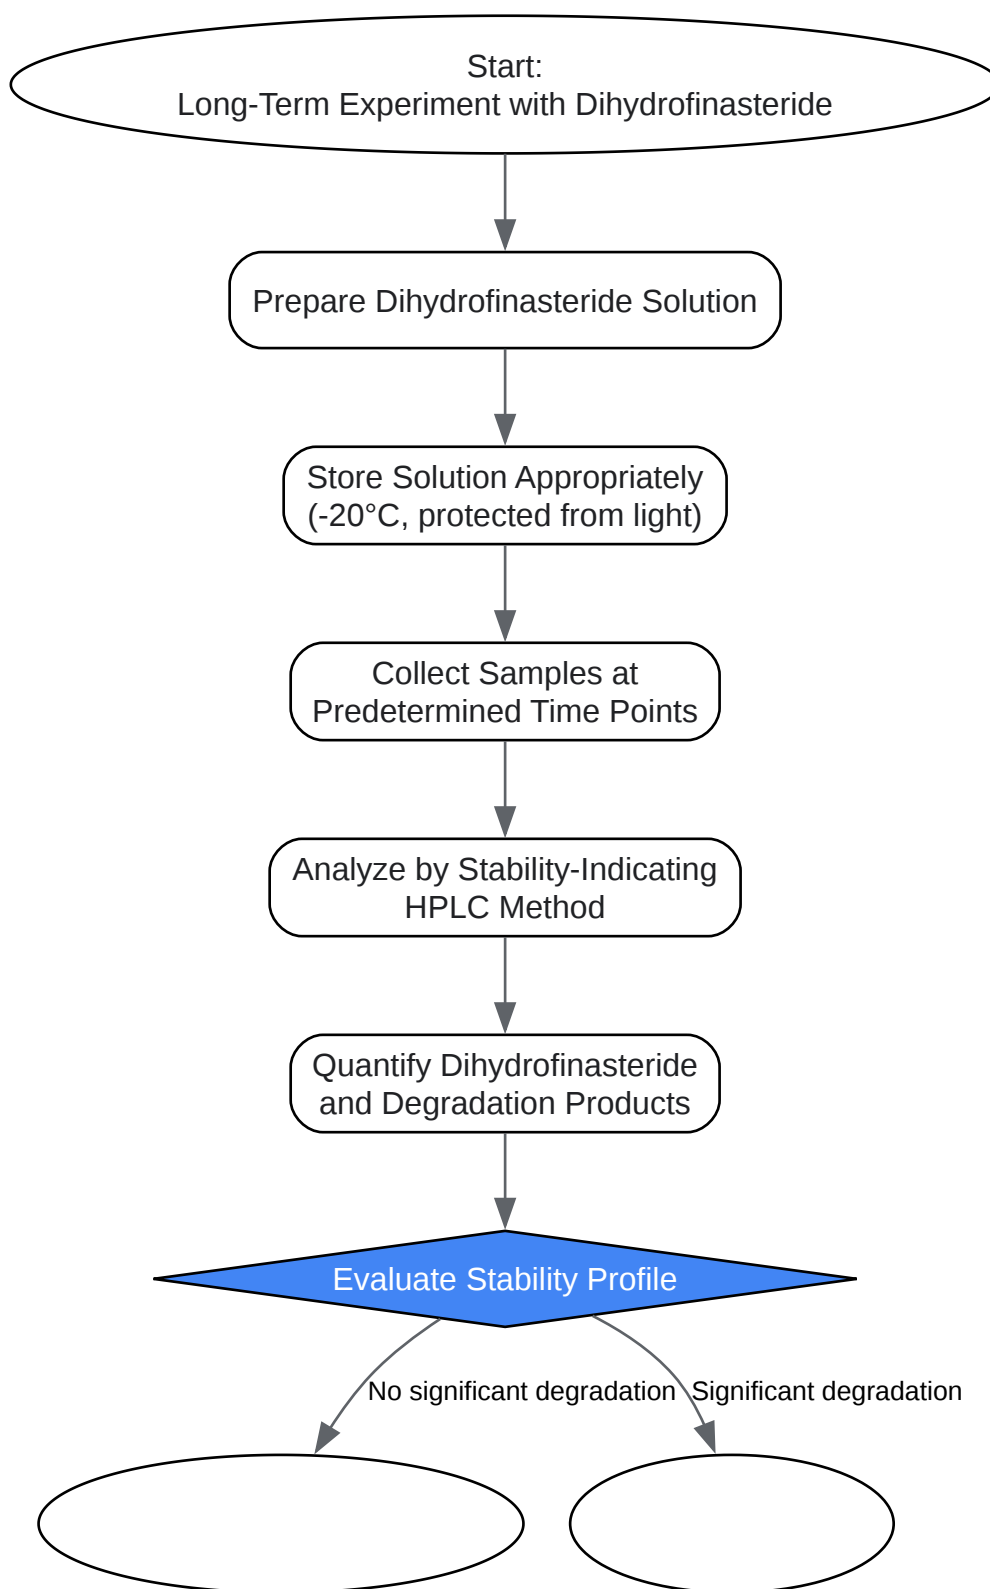 Start:
Long-Term Experiment with Dihydrofinasteride
Prepare Dihydrofinasteride Solution
Store Solution Appropriately
(-20°C, protected from light)
Collect Samples at
Predetermined Time Points
Analyze by Stability-Indicating
HPLC Method
Quantify Dihydrofinasteride
and Degradation Products
Evaluate Stability Profile
No significant degradation
Significant degradation